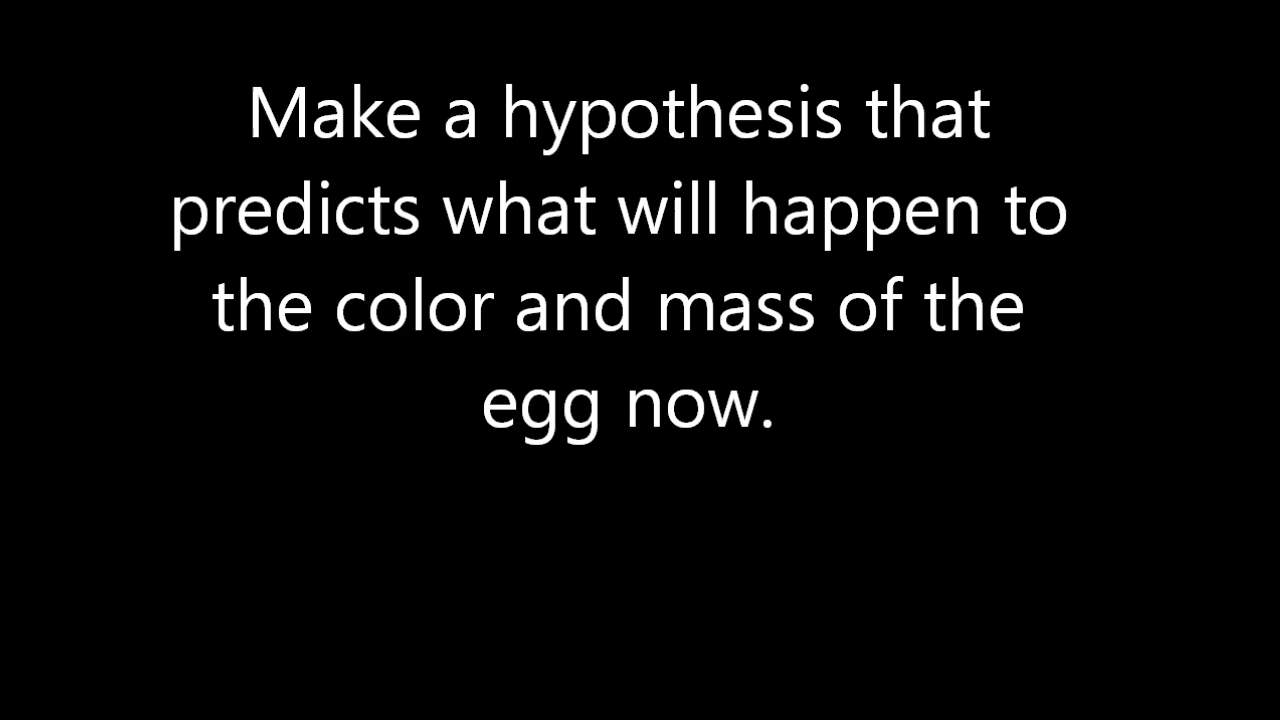 Make a hypothesis that
predicts what will happen to
the color and mass of the
egg now.